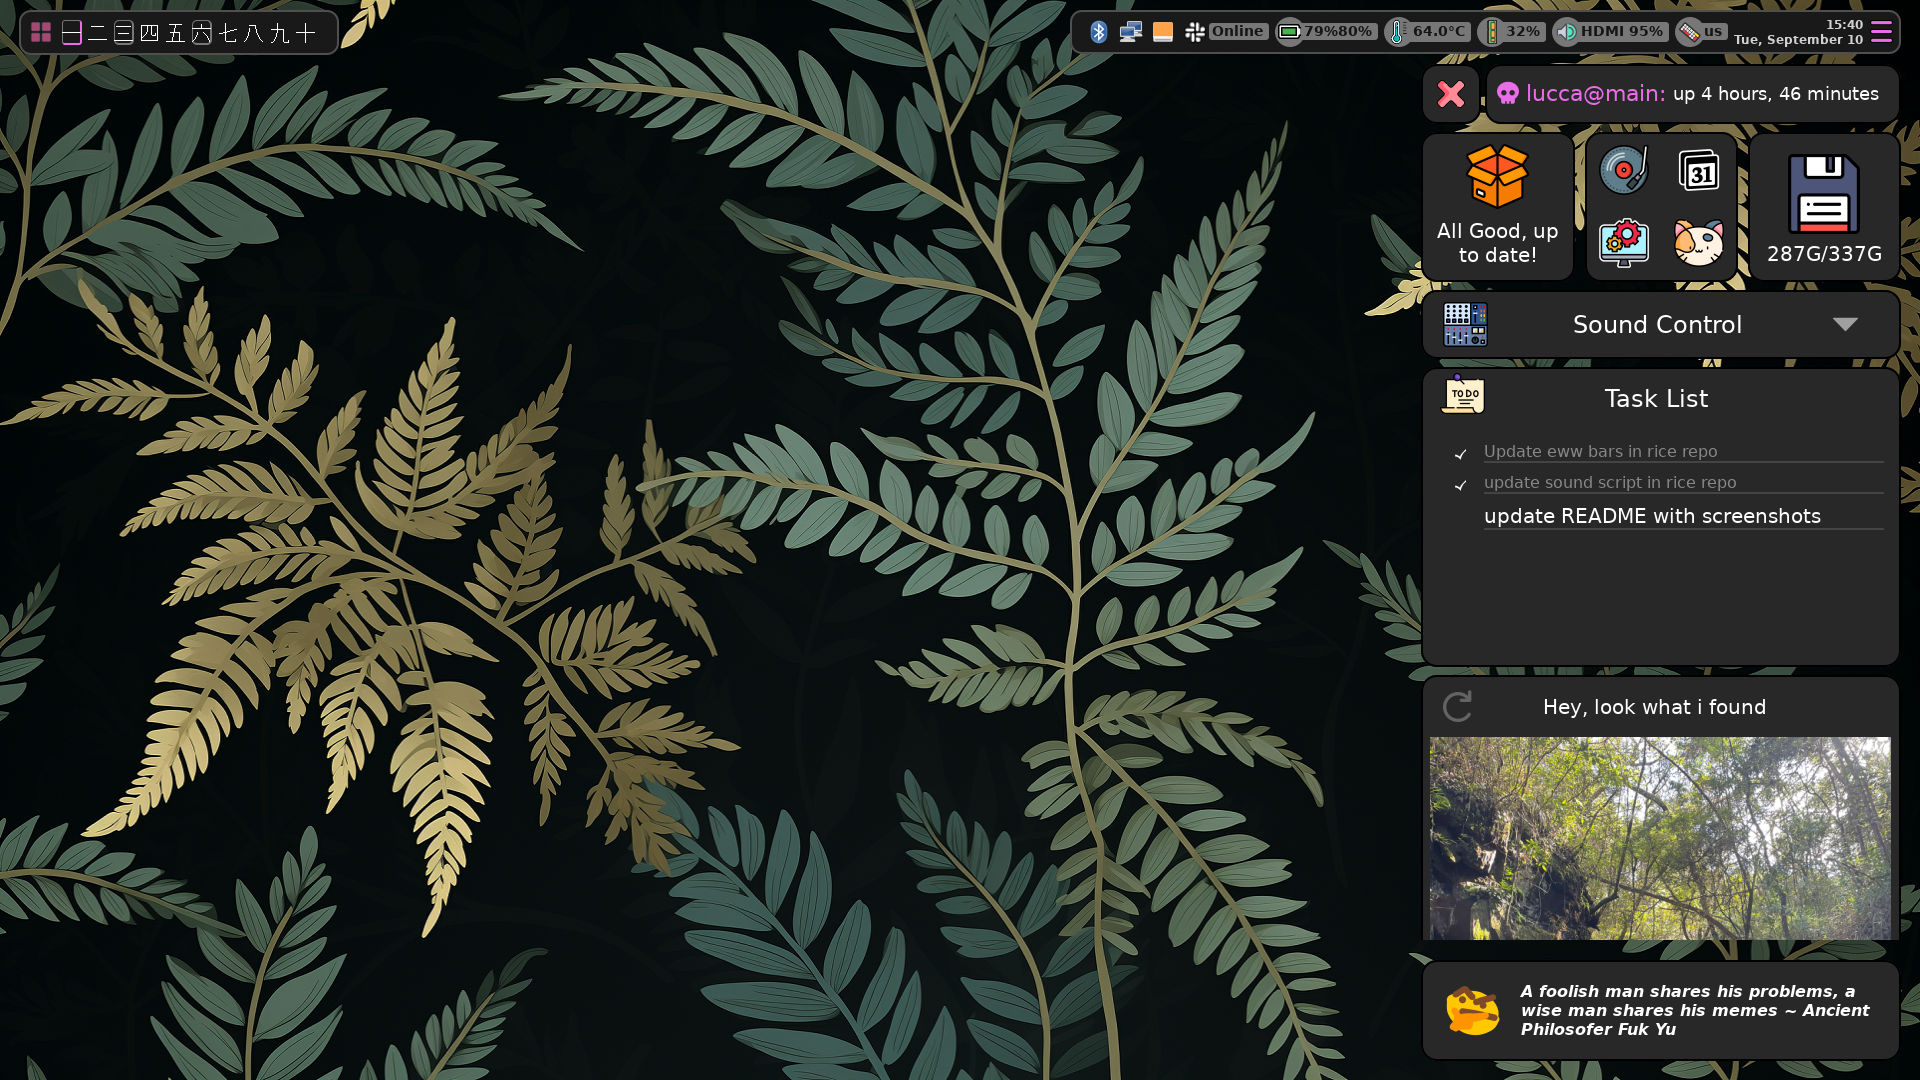 一 二 三 四 五 六 七 八 九 十
Online 79%80% 64.0°C 32% HDMI 95% us
15:40
Tue, September 10
lucca@main: up 4 hours, 46 minutes
All Good, up
to date!
31
287G/337G
Sound Control
TO DO
Task List
Update eww bars in rice repo
update sound script in rice repo
update README with screenshots
Hey, look what i found
A foolish man shares his problems, a
wise man shares his memes ~ Ancient
Philosofer Fuk Yu